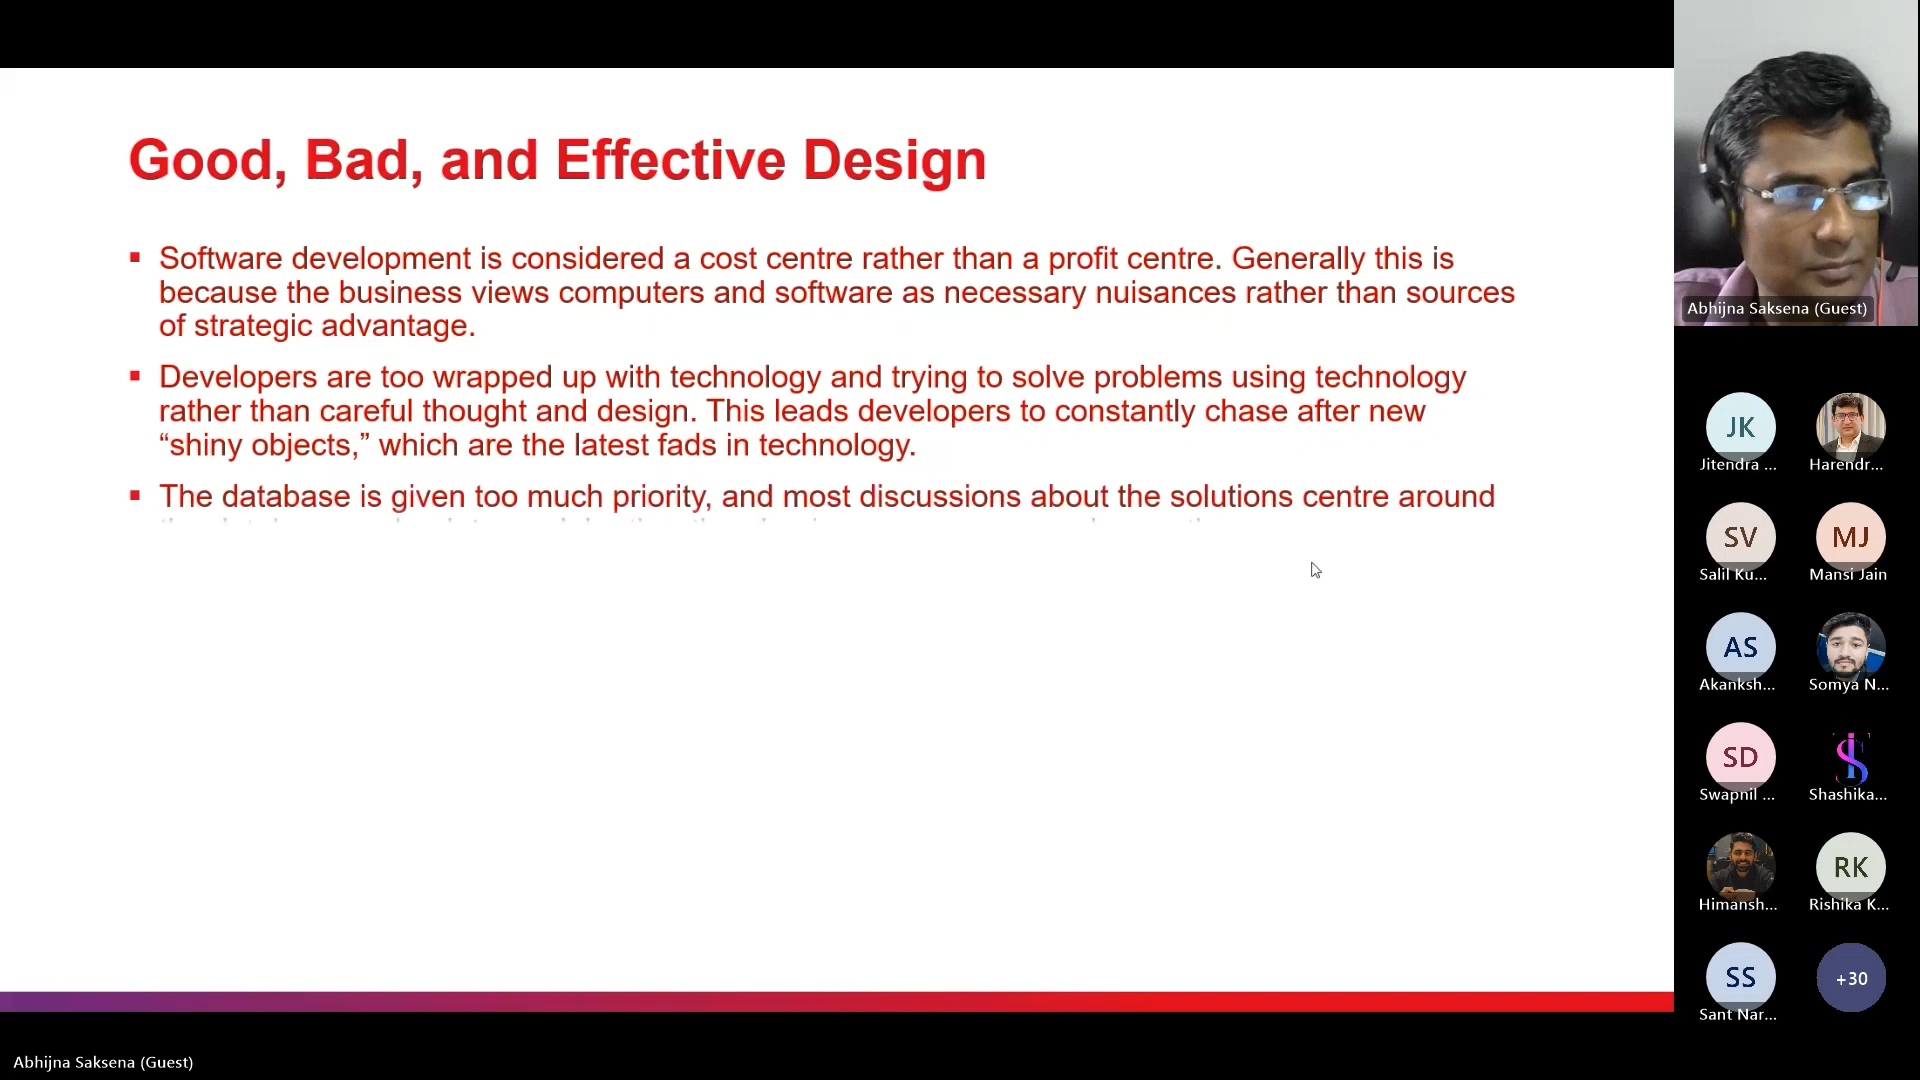 Good, Bad, and Effective Design
▪ Software development is considered a cost centre rather than a profit centre. Generally this is
because the business views computers and software as necessary nuisances rather than sources
of strategic advantage.
▪ Developers are too wrapped up with technology and trying to solve problems using technology
rather than careful thought and design. This leads developers to constantly chase after new
“shiny objects,” which are the latest fads in technology.
▪ The database is given too much priority, and most discussions about the solutions centre around
Abhijna Saksena (Guest)
JK
Jitendra ...
Harendr...
SV
Salil Ku...
MJ
Mansi Jain
AS
Akanksh...
Somya N...
SD
Swapnil ...
Shashika...
Himansh...
RK
Rishika K...
SS
Sant Nar...
+30
Abhijna Saksena (Guest)